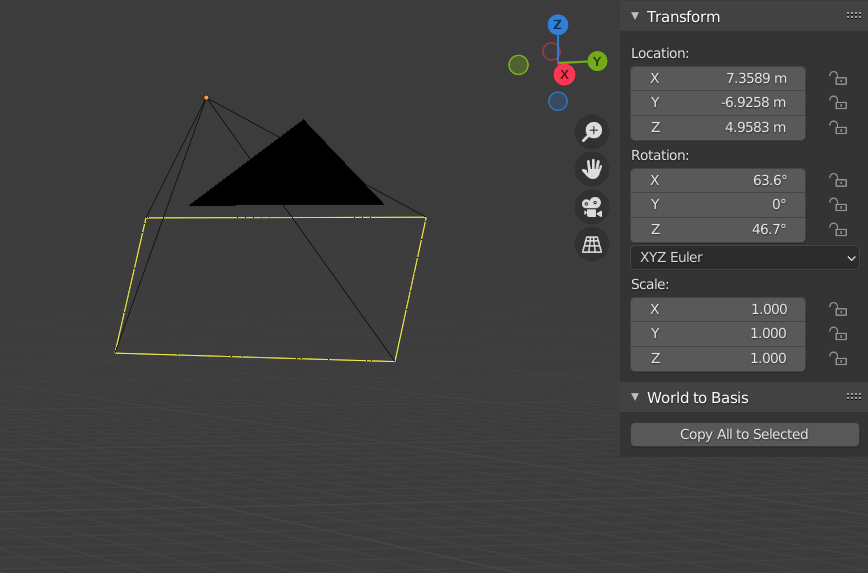 Z
Y
X
Transform
Location:
X 7.3589 m
Y -6.9258 m
Z 4.9583 m
Rotation:
X 63.6°
Y 0°
Z 46.7°
XYZ Euler
Scale:
X 1.000
Y 1.000
Z 1.000
World to Basis
Copy All to Selected